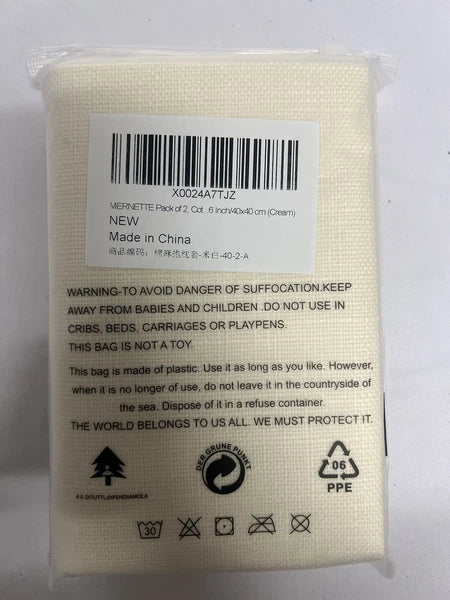 X0024A7TJZ
MERNETTE Pack of 2, Cot...6 Inch/40x40 cm (Cream)
NEW
Made in China
商品编码：棉麻抱枕套-米白-40-2-A
WARNING-TO AVOID DANGER OF SUFFOCATION.KEEP
AWAY FROM BABIES AND CHILDREN .DO NOT USE IN
CRIBS, BEDS, CARRIAGES OR PLAYPENS.
THIS BAG IS NOT A TOY.
This bag is made of plastic. Use it as long as you like. However,
when it is no longer of use, do not leave it in the countryside of
the sea. Dispose of it in a refuse container.
THE WORLD BELONGS TO US ALL. WE MUST PROTECT IT.
A E DITUTTI,:DIFENDIAMOLA
DER GRUNE PUNKT
06
PPE
30